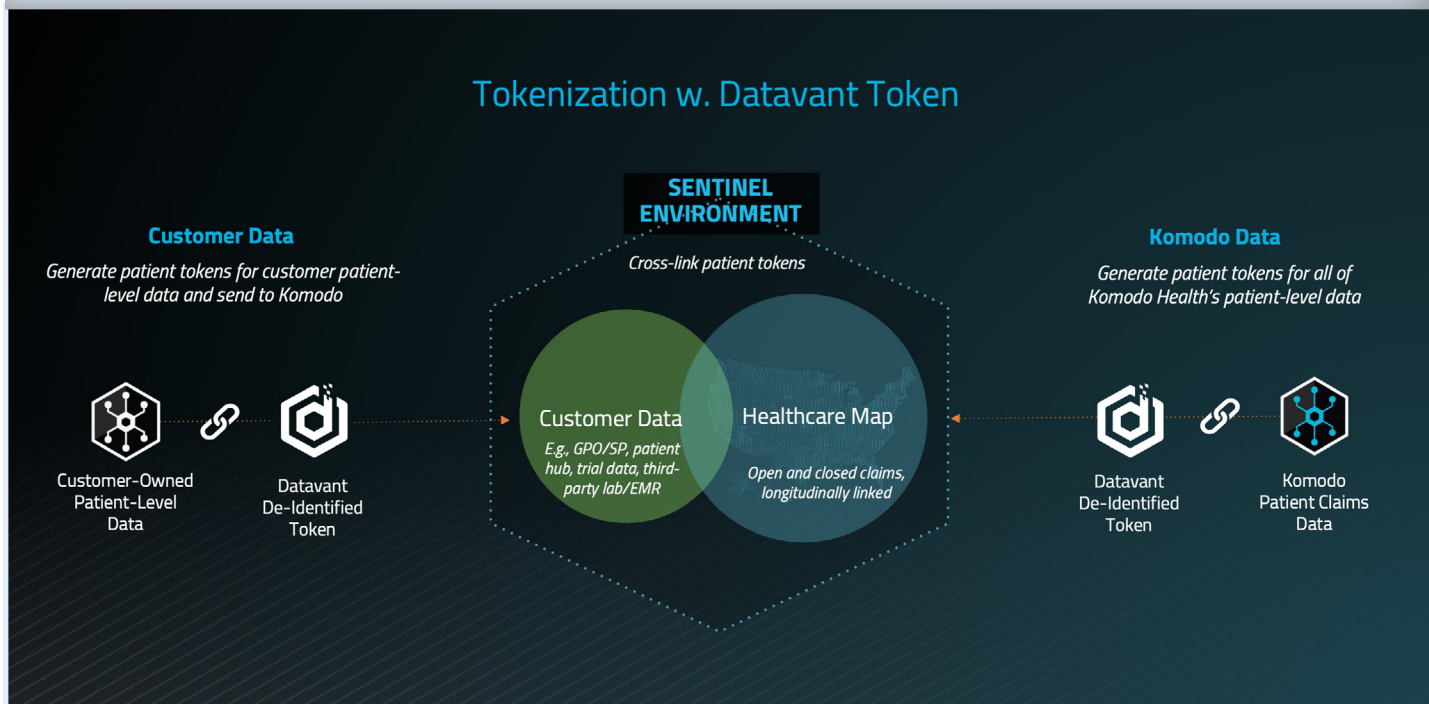 Tokenization w. Datavant Token
SENTINEL
ENVIRONMENT
Cross-link patient tokens
Customer Data
Generate patient tokens for customer patient-
level data and send to Komodo
Customer-Owned
Patient-Level
Data
Datavant
De-Identified
Token
Customer Data
E.g., GPO/SP, patient
hub, trial data, third-
party lab/EMR
Healthcare Map
Open and closed claims,
longitudinally linked
Komodo Data
Generate patient tokens for all of
Komodo Health's patient-level data
Datavant
De-Identified
Token
Komodo
Patient Claims
Data